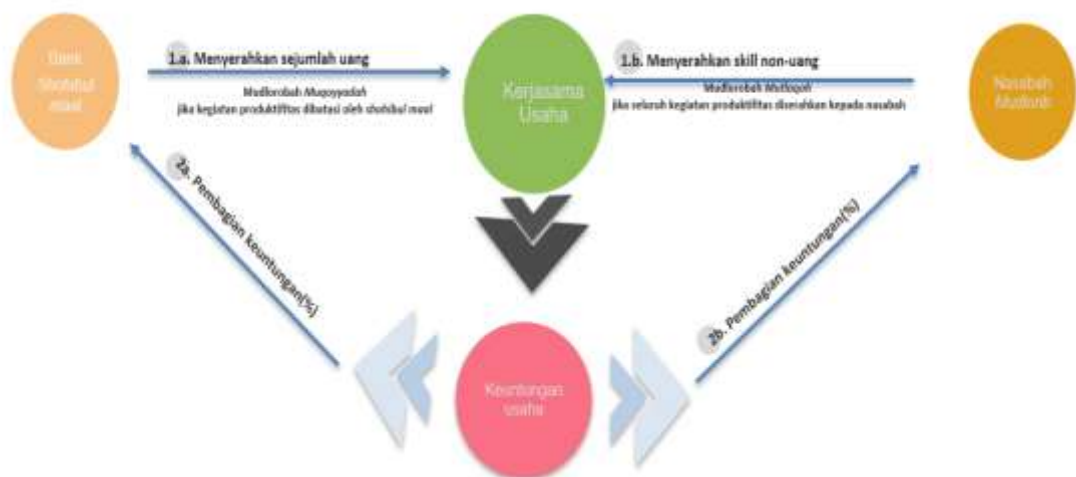 Bank
Shohibul
maal
1.a. Menyerahkan sejumlah uang
Mudlorobah Muqoyyadah
jika kegiatan produktifitas dibatasi oleh shohibul maal
Kerjasama
Usaha
1.b. Menyerahkan skill non-uang
Mudlorobah Mutlaqah
jika seluruh kegiatan produktifitas diserahkan kepada nasabah
Nasabah
Mudlorib
2a. Pembagian keuntungan(%)
2b. Pembagian keuntungan(%)
Keuntungan
usaha